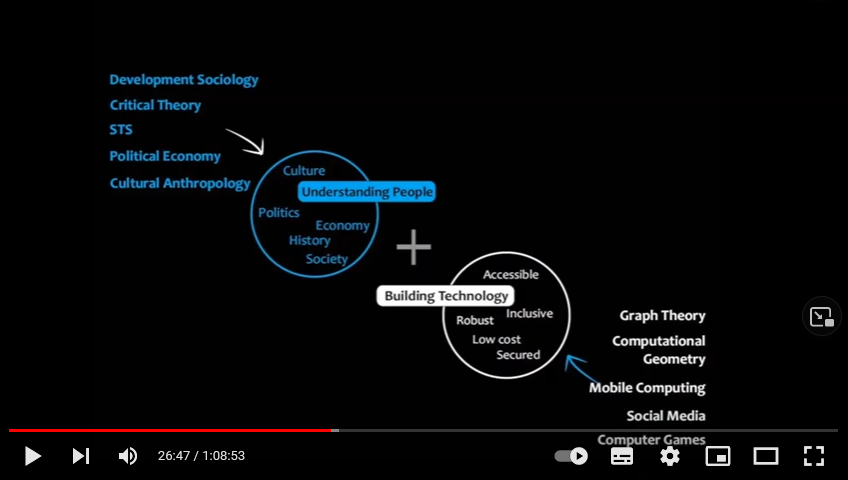 Development Sociology
Critical Theory
STS
Political Economy
Cultural Anthropology
Culture
Understanding People
Politics
Economy
History
Society
Accessible
Building Technology
Inclusive
Robust
Low cost
Secured
Graph Theory
Computational
Geometry
Mobile Computing
Social Media
Computer Games
26:47 / 1:08:53